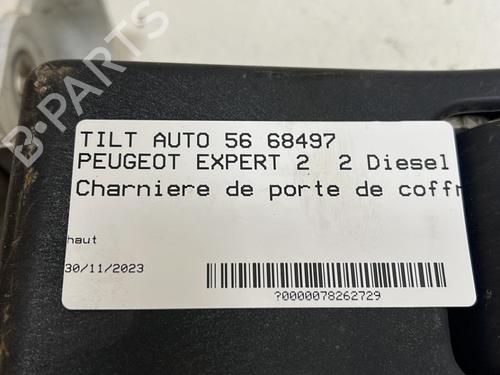 TILT AUTO 56 68497
PEUGEOT EXPERT 2 2 Diesel
Charniere de porte de coffr
haut
30/11/2023
?0000078262729
B-PARTS